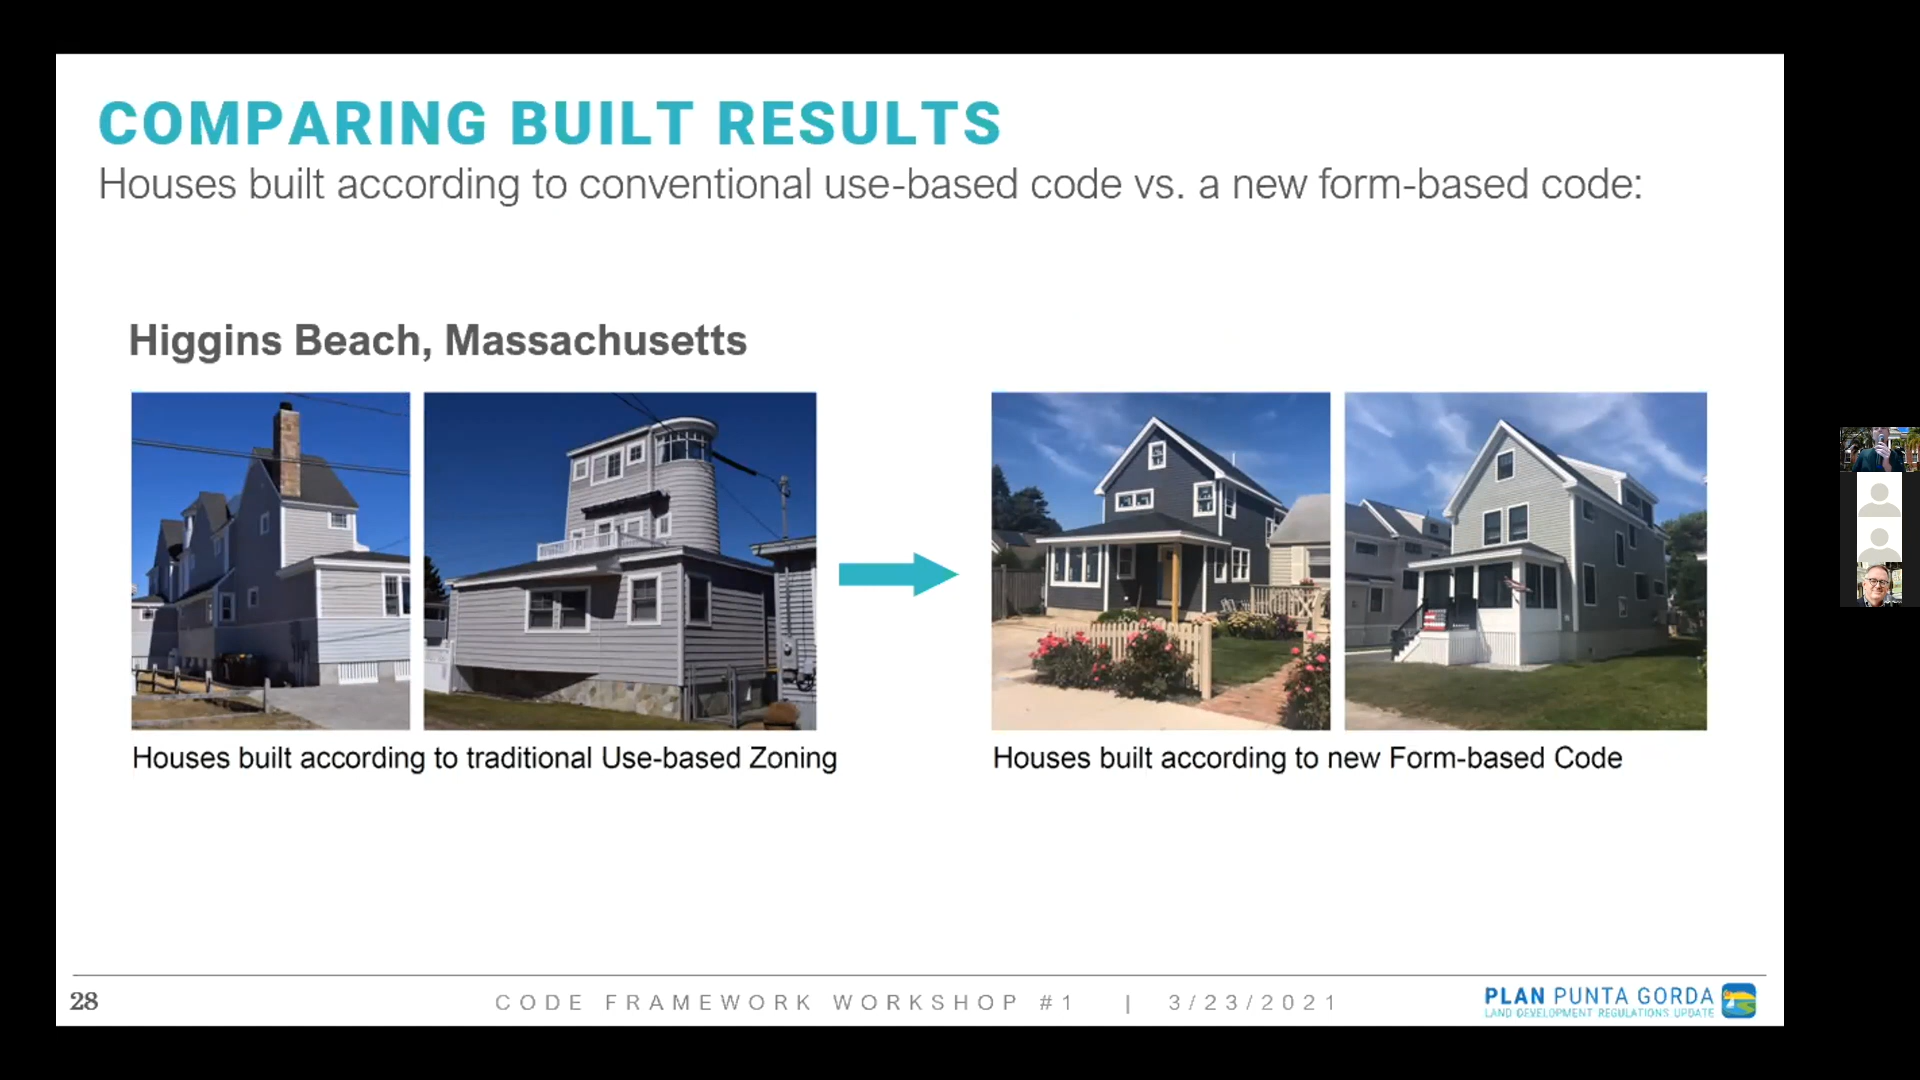 COMPARING BUILT RESULTS
Houses built according to conventional use-based code vs. a new form-based code:
Higgins Beach, Massachusetts
Houses built according to traditional Use-based Zoning
Houses built according to new Form-based Code
28
CODE FRAMEWORK WORKSHOP #1 | 3/23/2021
PLAN PUNTA GORDA
LAND DEVELOPMENT REGULATIONS UPDATE